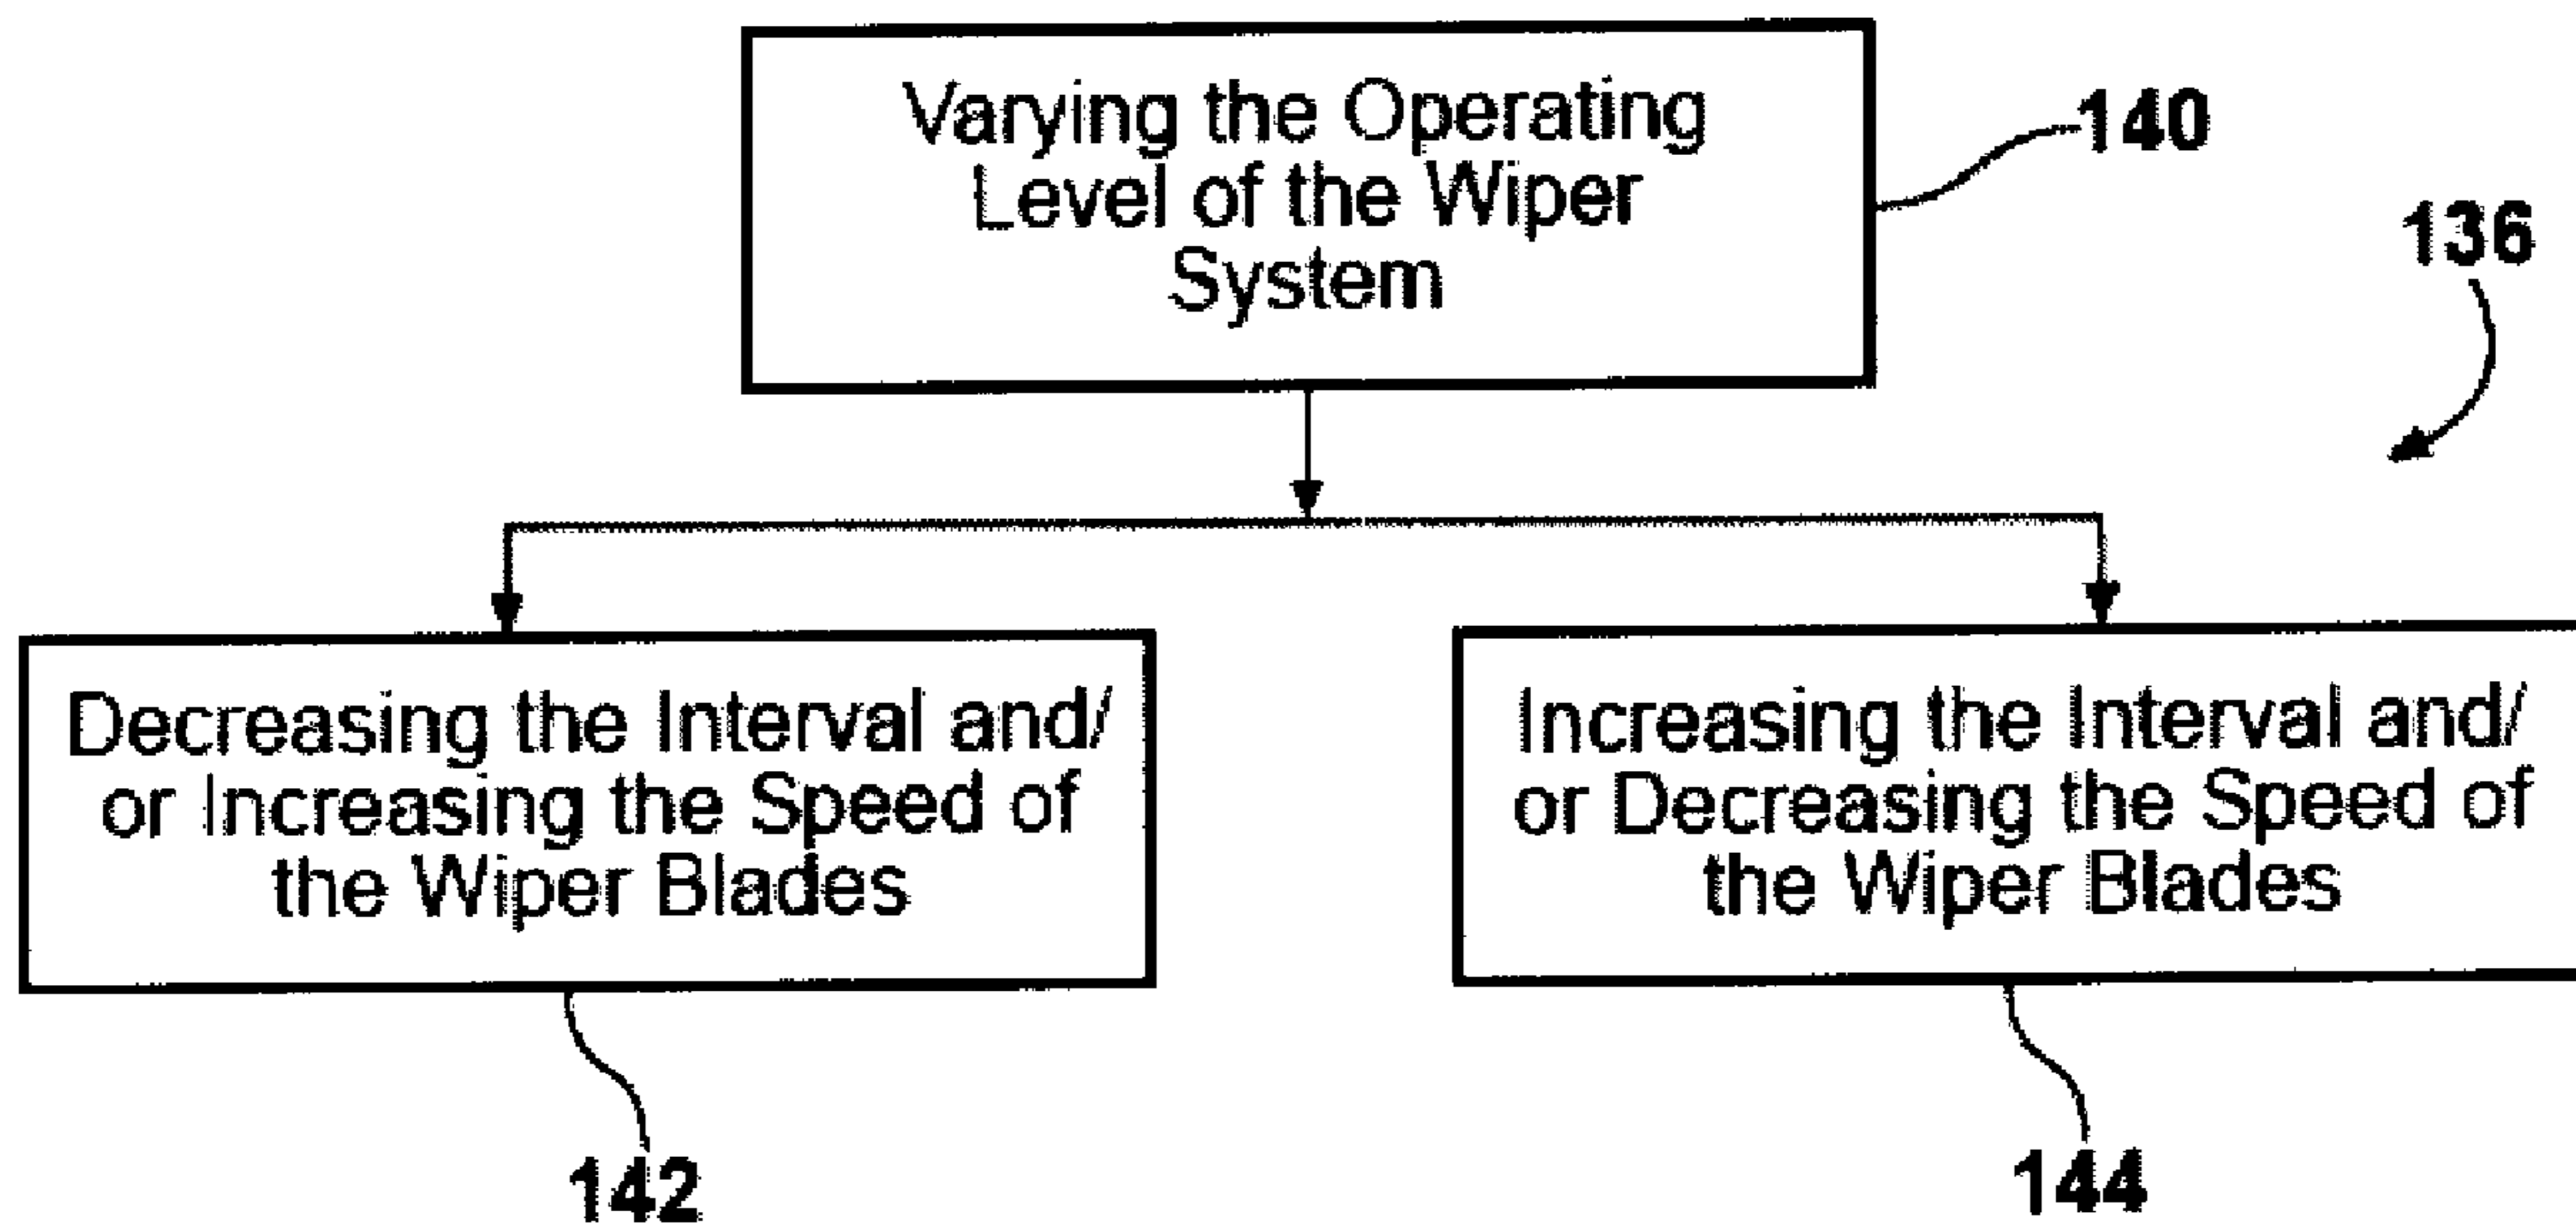 Varying the Operating
Level of the Wiper
System
140
136
Decreasing the Interval and/
or Increasing the Speed of
the Wiper Blades
Increasing the Interval and/
or Decreasing the Speed of
the Wiper Blades
142
144